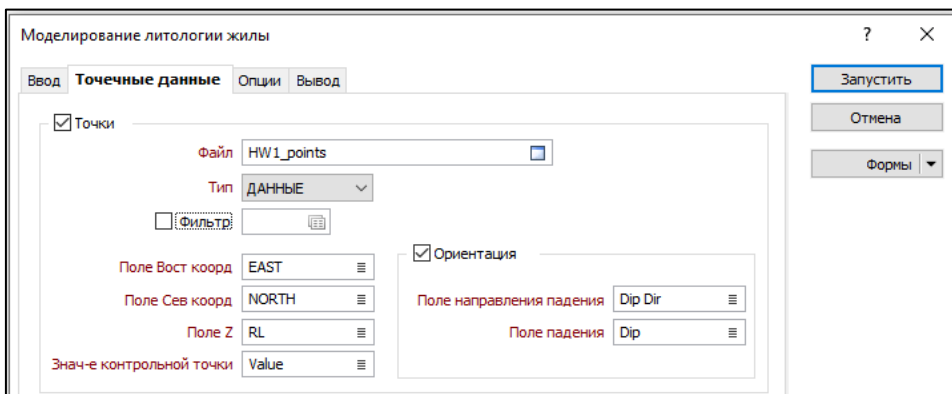 Моделирование литологии жилы ?
Ввод Точечные данные Опции Вывод
Запустить
Отмена
Формы
Точки
Файл HW1_points
Тип ДАННЫЕ
Фильтр
Поле Вост коорд EAST
Поле Сев коорд NORTH
Поле Z RL
Знач-е контрольной точки Value
Ориентация
Поле направления падения Dip Dir
Поле падения Dip